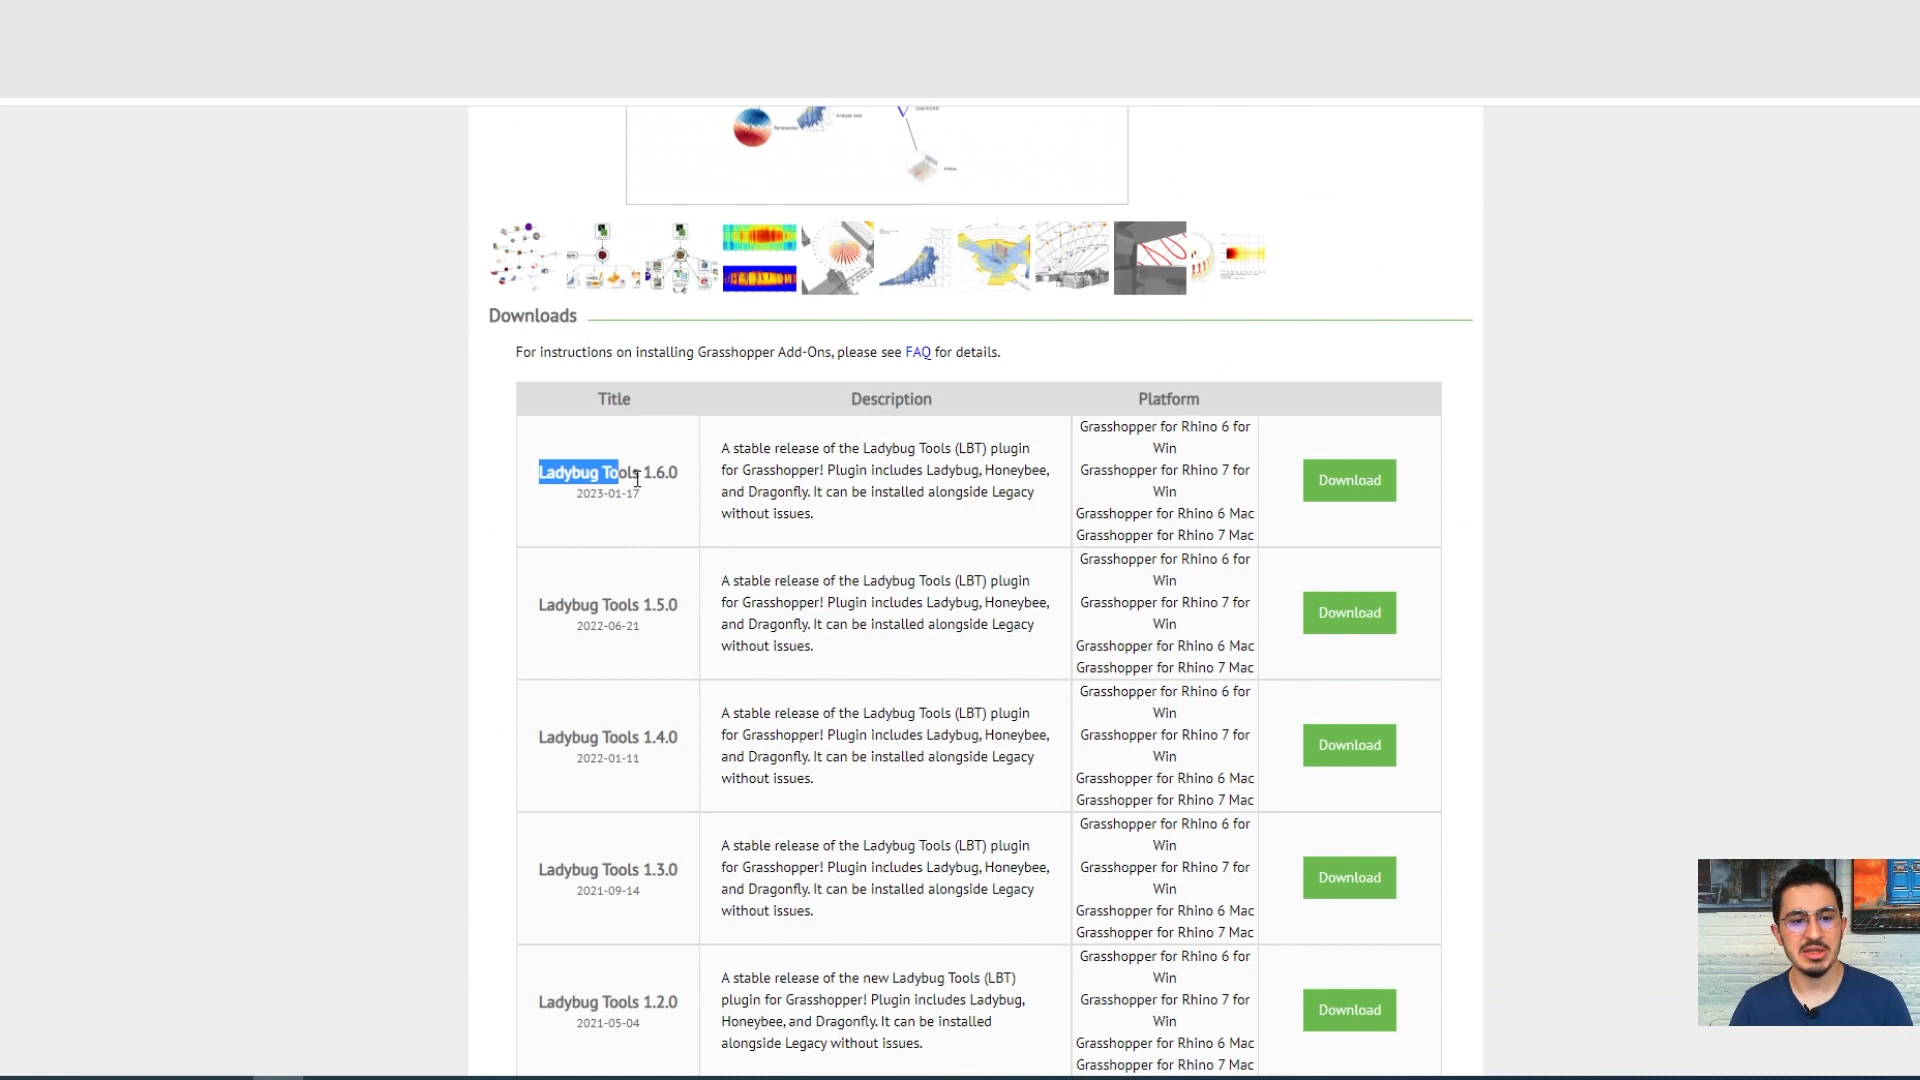 Downloads
For instructions on installing Grasshopper Add-Ons, please see FAQ for details.
Title
Description
Platform
Ladybug Tools 1.6.0
2023-01-17
A stable release of the Ladybug Tools (LBT) plugin
for Grasshopper! Plugin includes Ladybug, Honeybee,
and Dragonfly. It can be installed alongside Legacy
without issues.
Grasshopper for Rhino 6 for
Win
Grasshopper for Rhino 7 for
Win
Grasshopper for Rhino 6 Mac
Grasshopper for Rhino 7 Mac
Download
Ladybug Tools 1.5.0
2022-06-21
A stable release of the Ladybug Tools (LBT) plugin
for Grasshopper! Plugin includes Ladybug, Honeybee,
and Dragonfly. It can be installed alongside Legacy
without issues.
Grasshopper for Rhino 6 for
Win
Grasshopper for Rhino 7 for
Win
Grasshopper for Rhino 6 Mac
Grasshopper for Rhino 7 Mac
Download
Ladybug Tools 1.4.0
2022-01-11
A stable release of the Ladybug Tools (LBT) plugin
for Grasshopper! Plugin includes Ladybug, Honeybee,
and Dragonfly. It can be installed alongside Legacy
without issues.
Grasshopper for Rhino 6 for
Win
Grasshopper for Rhino 7 for
Win
Grasshopper for Rhino 6 Mac
Grasshopper for Rhino 7 Mac
Download
Ladybug Tools 1.3.0
2021-09-14
A stable release of the Ladybug Tools (LBT) plugin
for Grasshopper! Plugin includes Ladybug, Honeybee,
and Dragonfly. It can be installed alongside Legacy
without issues.
Grasshopper for Rhino 6 for
Win
Grasshopper for Rhino 7 for
Win
Grasshopper for Rhino 6 Mac
Grasshopper for Rhino 7 Mac
Download
Ladybug Tools 1.2.0
2021-05-04
A stable release of the new Ladybug Tools (LBT)
plugin for Grasshopper! Plugin includes Ladybug,
Honeybee, and Dragonfly. It can be installed
alongside Legacy without issues.
Grasshopper for Rhino 6 for
Win
Grasshopper for Rhino 7 for
Win
Grasshopper for Rhino 6 Mac
Grasshopper for Rhino 7 Mac
Download